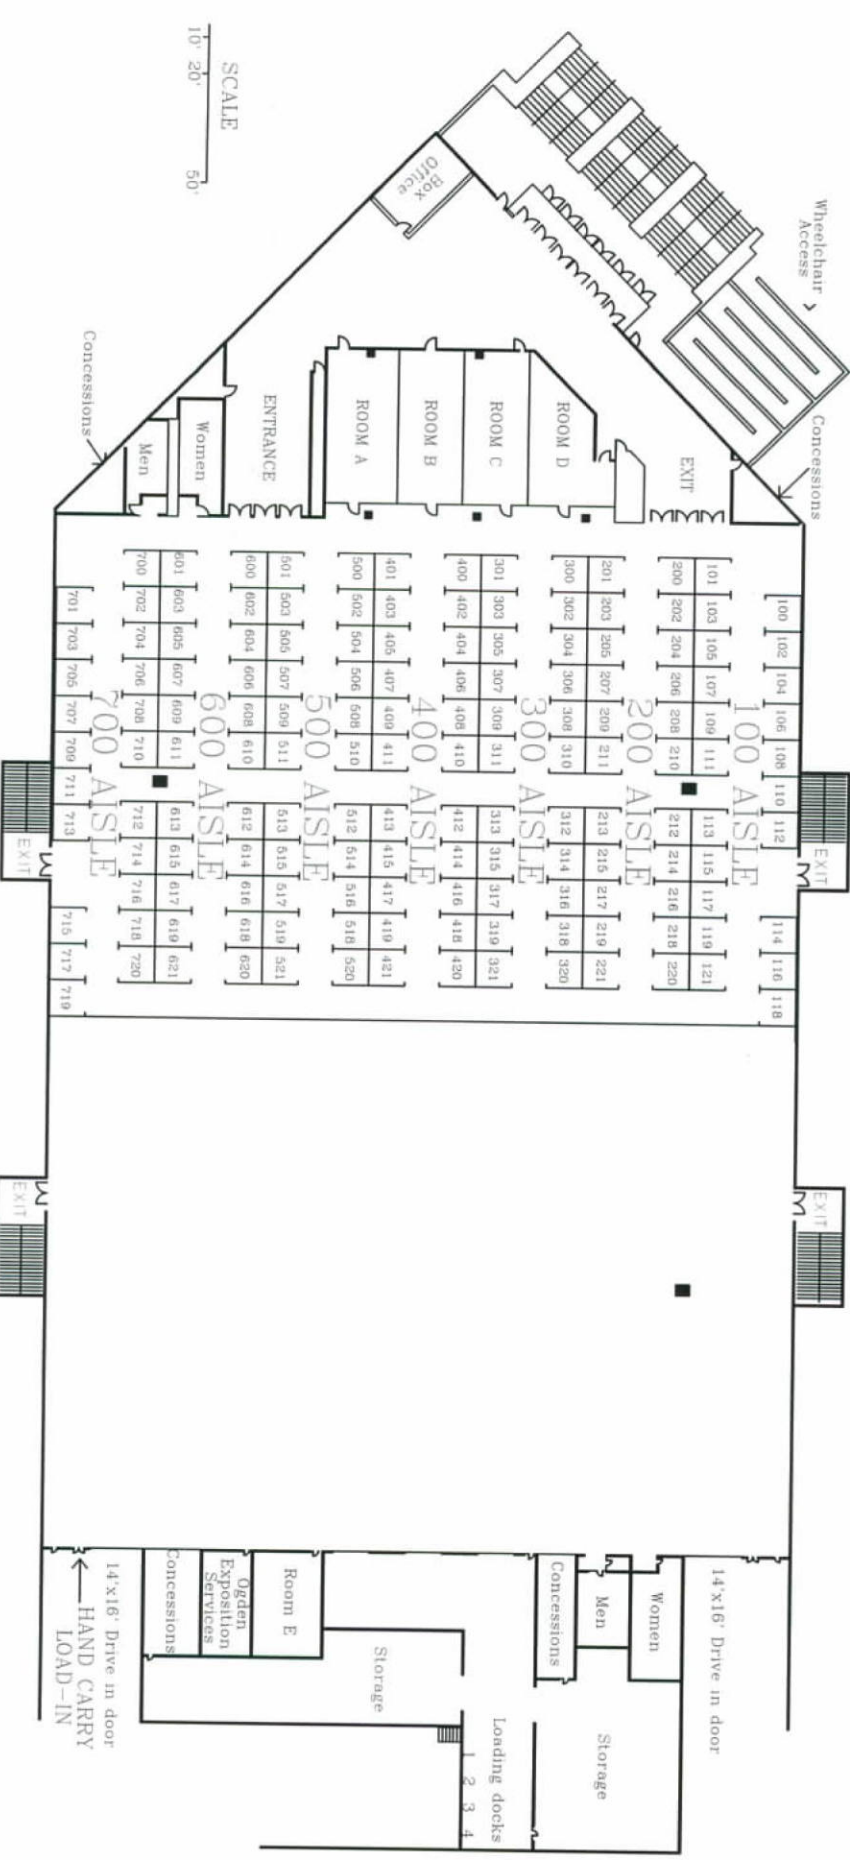 SCALE
10' 20' 50'
Wheelchair
Access
Box
Office
Concessions
Concessions
ENTRANCE
EXIT
Women
Men
ROOM A
ROOM B
ROOM C
ROOM D
100 102 104 106 108 110 112 114 116 118
100 AISLE
101 103 105 107 109 111 113 115 117 119 121
200 202 204 206 208 210 212 214 216 218 220
200 AISLE
201 203 205 207 209 211 213 215 217 219 221
300 302 304 306 308 310 312 314 316 318 320
300 AISLE
301 303 305 307 309 311 313 315 317 319 321
400 402 404 406 408 410 412 414 416 418 420
400 AISLE
401 403 405 407 409 411 413 415 417 419 421
500 502 504 506 508 510 512 514 516 518 520
500 AISLE
501 503 505 507 509 511 513 515 517 519 521
600 602 604 606 608 610 612 614 616 618 620
600 AISLE
601 603 605 607 609 611 613 615 617 619 621
700 702 704 706 708 710 712 714 716 718 720
700 AISLE
701 703 705 707 709 711 713 715 717 719
EXIT
EXIT
EXIT
EXIT
14'x16' Drive in door
Women
Men
Concessions
Storage
Loading docks
1 2 3 4
Storage
Room E
Ogden
Exposition
Services
Concessions
14'x16' Drive in door
HAND CARRY
LOAD-IN